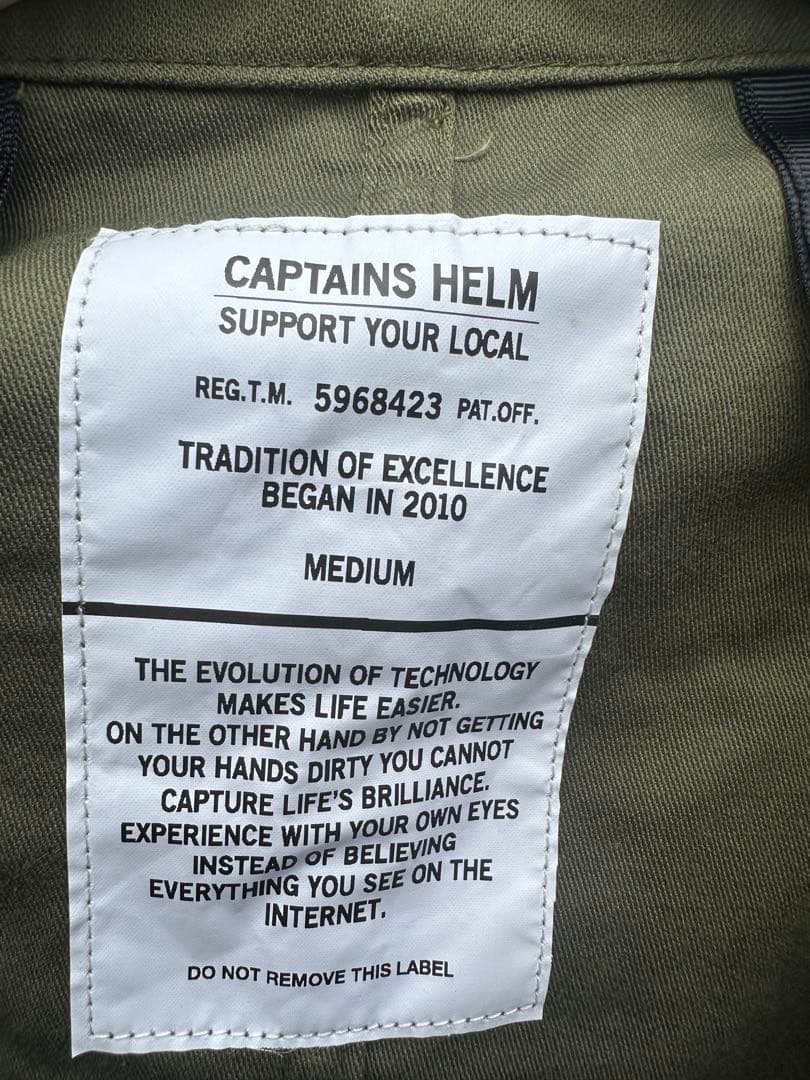 CAPTAINS HELM
SUPPORT YOUR LOCAL
REG.T.M. 5968423 PAT.OFF.
TRADITION OF EXCELLENCE
BEGAN IN 2010
MEDIUM
THE EVOLUTION OF TECHNOLOGY
MAKES LIFE EASIER.
ON THE OTHER HAND BY NOT GETTING
YOUR HANDS DIRTY YOU CANNOT
CAPTURE LIFE'S BRILLIANCE.
EXPERIENCE WITH YOUR OWN EYES
INSTEAD OF BELIEVING
EVERYTHING YOU SEE ON THE
INTERNET.
DO NOT REMOVE THIS LABEL